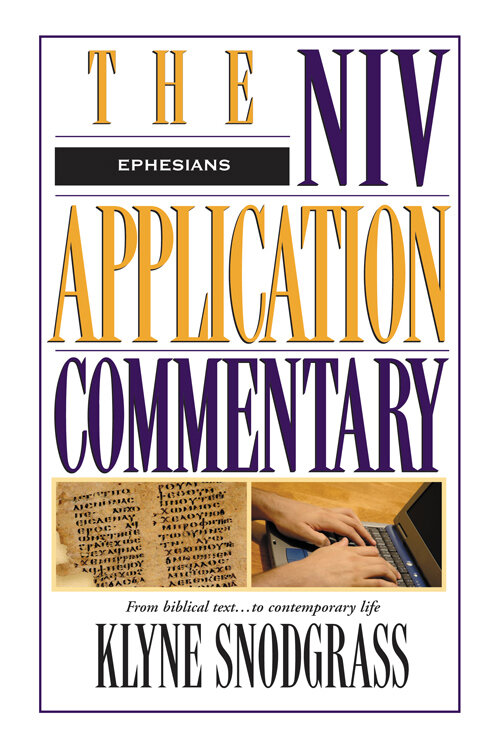 THE
NIV
EPHESIANS
APPLICATION
COMMENTARY
From biblical text...to contemporary life
KLYNE SNODGRASS